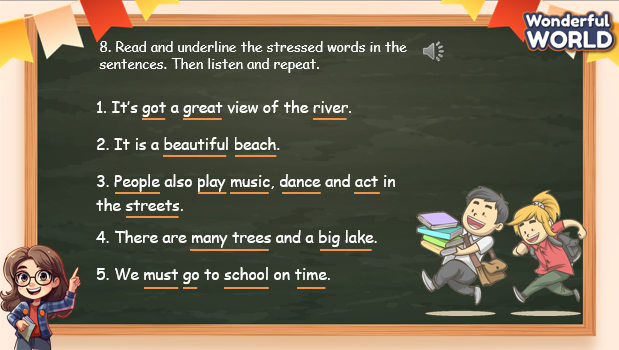 Wonderful
WORLD
8. Read and underline the stressed words in the
sentences. Then listen and repeat.
1. It's got a great view of the river.
2. It is a beautiful beach.
3. People also play music, dance and act in
the streets.
4. There are many trees and a big lake.
5. We must go to school on time.